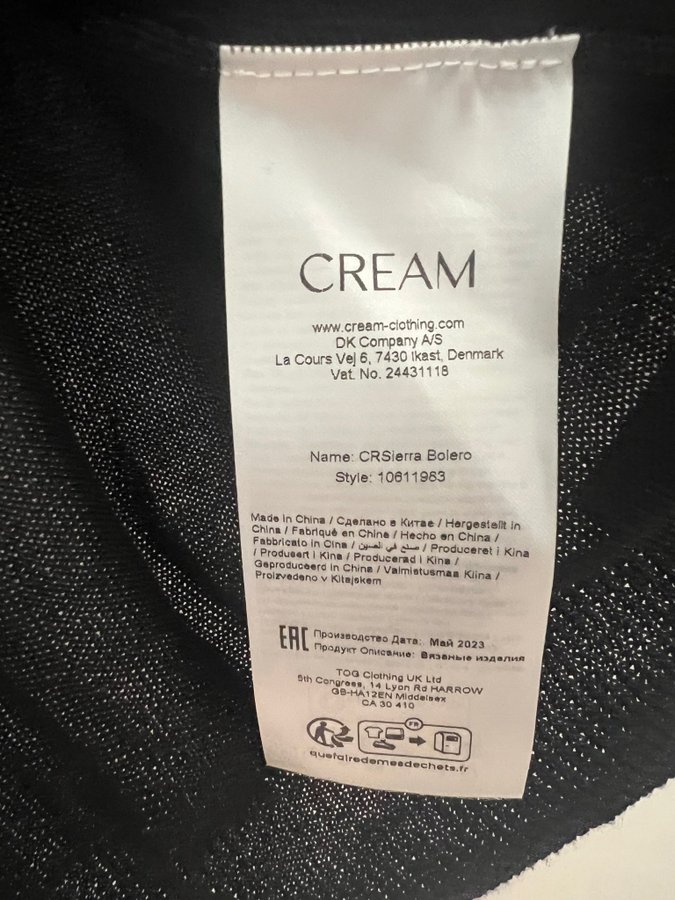 CREAM
www.cream-clothing.com
DK Company A/S
La Cours Vej 6, 7430 Ikast, Denmark
Vat. No. 24431118
Name: CRSierra Bolero
Style: 10611983
Made in China / Сделано в Китае / Hergestellt in
China / Fabriqué en Chine / Hecho en China /
Fabbricato in Cina / صنع في الصين / Produceret i Kina
/ Produsert i Kina / Producerad i Kina /
Geproduceerd in China / Valmistusmaa Kiina /
Proizvedeno v Kitajskem
EAC Производство Дата: Май 2023
Продукт Описание: Вязаные изделия
TOG Clothing UK Ltd
5th Congress, 14 Lyon Rd HARROW
GB-HA12EN Middelsex
CA 30 410
FR
quefairedemesdechets.fr